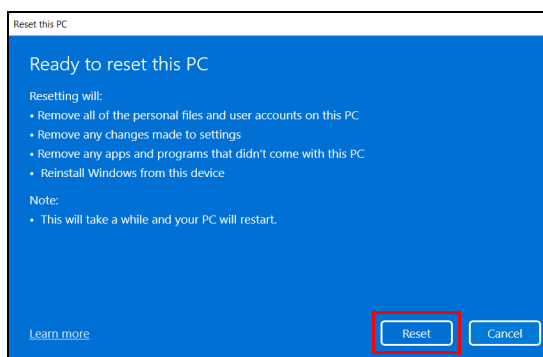 Reset this PC
Ready to reset this PC
Resetting will:
• Remove all of the personal files and user accounts on this PC
• Remove any changes made to settings
• Remove any apps and programs that didn't come with this PC
• Reinstall Windows from this device
Note:
• This will take a while and your PC will restart.
Learn more
Reset
Cancel